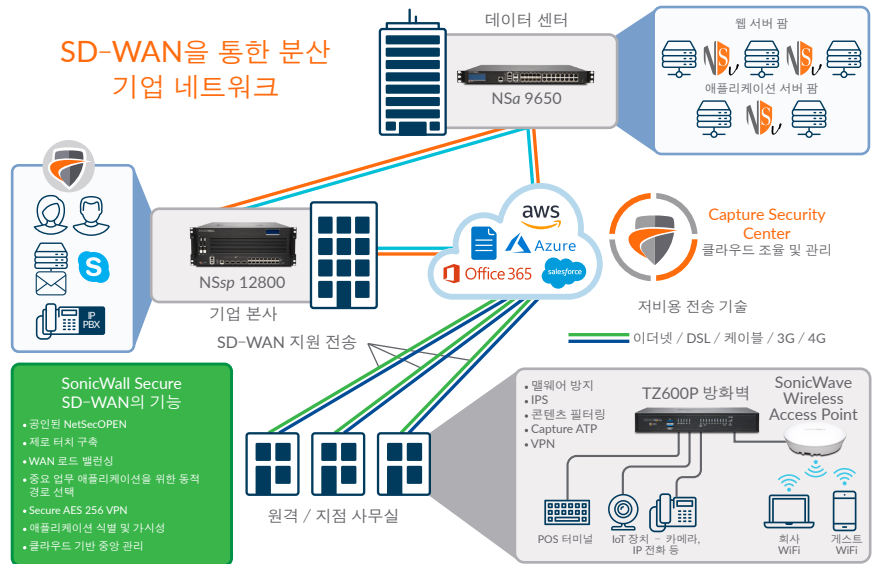 SD-WAN을 통한 분산
기업 네트워크
데이터 센터
NSa 9650
웹 서버 팜
NSv
NSv
애플리케이션 서버 팜
NSv
IP
PBX
NSsp 12800
기업 본사
aws
Azure
Office 365
salesforce
Capture Security
Center
클라우드 조율 및 관리
저비용 전송 기술
이더넷 / DSL / 케이블 / 3G / 4G
SD-WAN 지원 전송
SonicWall Secure
SD-WAN의 기능
• 공인된 NetSecOPEN
• 제로 터치 구축
• WAN 로드 밸런싱
• 중요 업무 애플리케이션을 위한 동적
경로 선택
• Secure AES 256 VPN
• 애플리케이션 식별 및 가시성
• 클라우드 기반 중앙 관리
원격 / 지점 사무실
• 맬웨어 방지
• IPS
• 콘텐츠 필터링
• Capture ATP
• VPN
TZ600P 방화벽
SonicWave
Wireless
Access Point
POS 터미널
IoT 장치 - 카메라,
IP 전화 등
회사
WiFi
게스트
WiFi